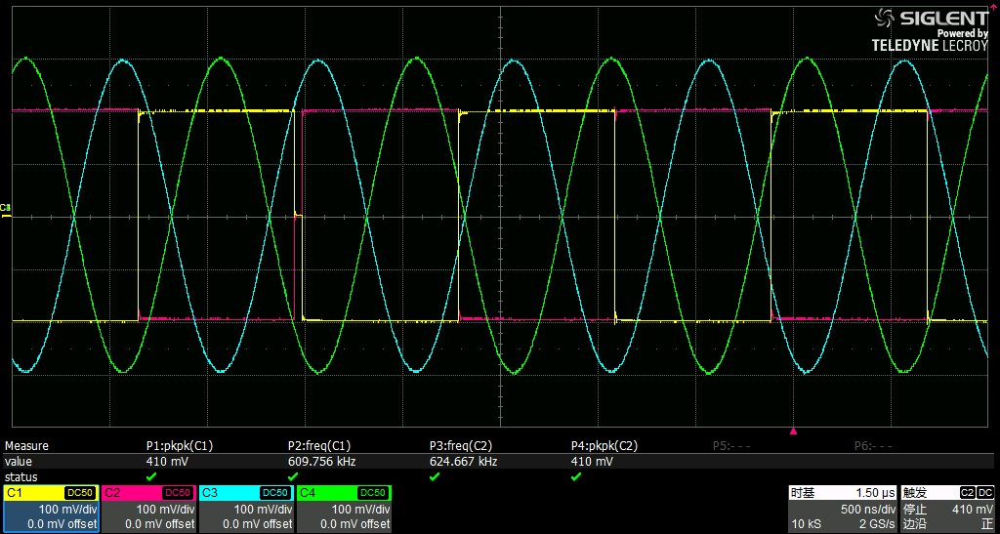 SIGLENT
Powered by
TELEDYNE LECROY
Measure P1:pkpk(C1) P2:freq(C1) P3:freq(C2) P4:pkpk(C2) P5:--- P6:---
value 410 mV 609.756 kHz 624.667 kHz 410 mV
status
C1 DC50 C2 DC50 C3 DC50 C4 DC50 时基 1.50 µs 触发 C2 DC
100 mV/div 100 mV/div 100 mV/div 100 mV/div 500 ns/div 停止 410 mV
0.0 mV offset 0.0 mV offset 0.0 mV offset 0.0 mV offset 10 kS 2 GS/s 边沿 正